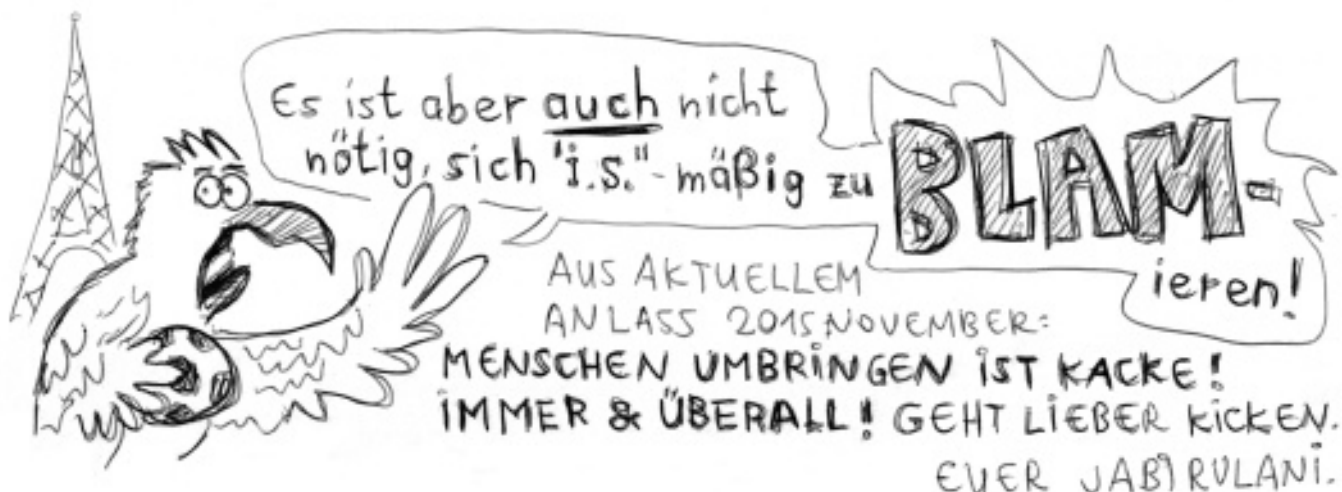 Es ist aber auch nicht
nötig, sich "i.S."-mäßig zu BLAM-
ieren!
AUS AKTUELLEM
ANLASS 2015 NOVEMBER:
MENSCHEN UMBRINGEN IST KACKE!
IMMER & ÜBERALL! GEHT LIEBER KICKEN.
EUER JABIRULANI.